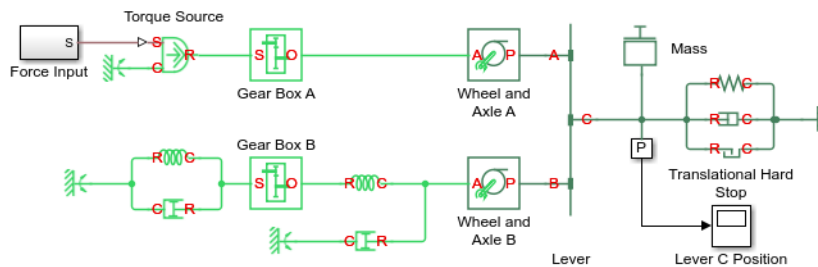 Torque Source
S
S
R
C
Force Input
S
O
Gear Box A
A
P
Wheel and
Axle A
A
C
B
Lever
Mass
R
C
R
C
R
C
P
Translational Hard
Stop
Lever C Position
Gear Box B
R
C
C
R
S
O
R
C
C
R
A
P
Wheel and
Axle B